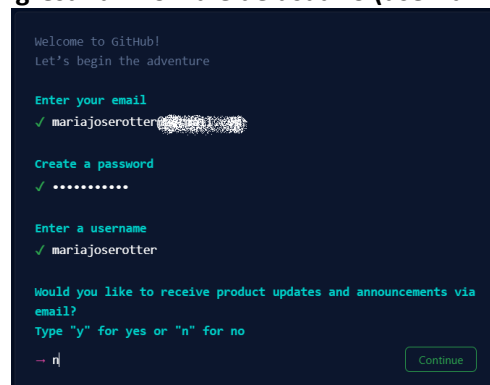 Welcome to GitHub!
Let's begin the adventure
Enter your email
✓ mariajoserotter
Create a password
✓ •••••••••••
Enter a username
✓ mariajoserotter
Would you like to receive product updates and announcements via
email?
Type "y" for yes or "n" for no
→ n
Continue